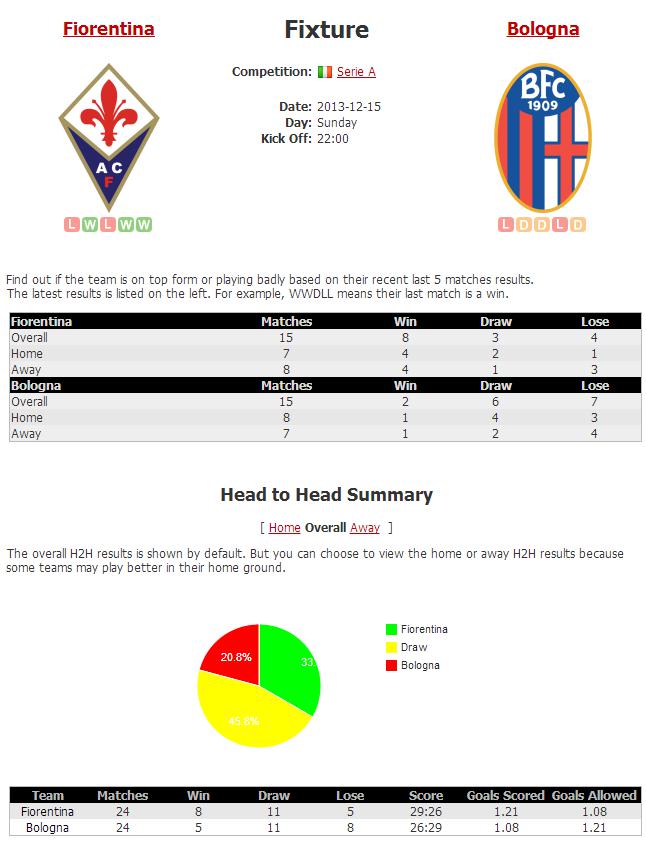 Fiorentina
Fixture
Bologna
Competition: Serie A
Date: 2013-12-15
Day: Sunday
Kick Off: 22:00
A C
F
BFC
1909
L W L W W
L D D L D
Find out if the team is on top form or playing badly based on their recent last 5 matches results.
The latest results is listed on the left. For example, WWDLL means their last match is a win.
Fiorentina Matches Win Draw Lose
Overall 15 8 3 4
Home 7 4 2 1
Away 8 4 1 3
Bologna Matches Win Draw Lose
Overall 15 2 6 7
Home 8 1 4 3
Away 7 1 2 4
Head to Head Summary
[ Home Overall Away ]
The overall H2H results is shown by default. But you can choose to view the home or away H2H results because
some teams may play better in their home ground.
Fiorentina
Draw
Bologna
20.8%
33
45.8%
Team Matches Win Draw Lose Score Goals Scored Goals Allowed
Fiorentina 24 8 11 5 29:26 1.21 1.08
Bologna 24 5 11 8 26:29 1.08 1.21